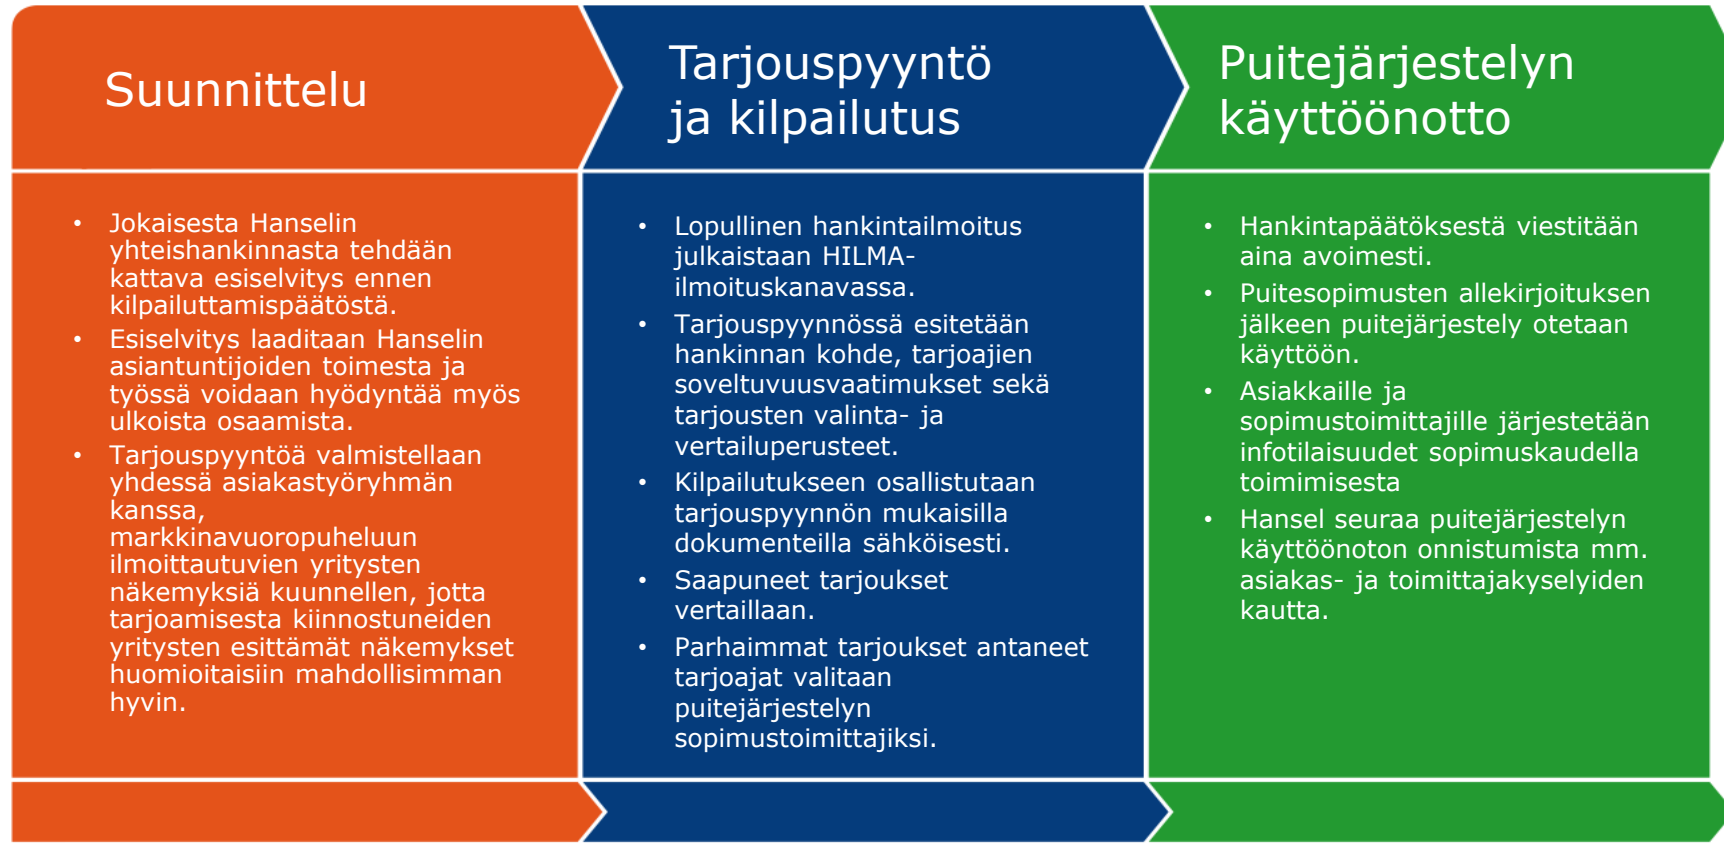 Suunnittelu
• Jokaisesta Hanselin
yhteishankinnasta tehdään
kattava esiselvitys ennen
kilpailuttamispäätöstä.
• Esiselvitys laaditaan Hanselin
asiantuntijoiden toimesta ja
työssä voidaan hyödyntää myös
ulkoista osaamista.
• Tarjouspyyntöä valmistellaan
yhdessä asiakastyöryhmän
kanssa,
markkinavuoropuheluun
ilmoittautuvien yritysten
näkemyksiä kuunnellen, jotta
tarjoamisesta kiinnostuneiden
yritysten esittämät näkemykset
huomioitaisiin mahdollisimman
hyvin.
Tarjouspyyntö
ja kilpailutus
• Lopullinen hankintailmoitus
julkaistaan HILMA-
ilmoituskanavassa.
• Tarjouspyynnössä esitetään
hankinnan kohde, tarjoajien
soveltuvuusvaatimukset sekä
tarjousten valinta- ja
vertailuperusteet.
• Kilpailutukseen osallistutaan
tarjouspyynnön mukaisilla
dokumenteilla sähköisesti.
• Saapuneet tarjoukset
vertaillaan.
• Parhaimmat tarjoukset antaneet
tarjoajat valitaan
puitejärjestelyn
sopimustoimittajiksi.
Puitejärjestelyn
käyttöönotto
• Hankintapäätöksestä viestitään
aina avoimesti.
• Puitesopimusten allekirjoituksen
jälkeen puitejärjestely otetaan
käyttöön.
• Asiakkaille ja
sopimustoimittajille järjestetään
infotilaisuudet sopimuskaudella
toimimisesta
• Hansel seuraa puitejärjestelyn
käyttöönoton onnistumista mm.
asiakas- ja toimittajakyselyiden
kautta.